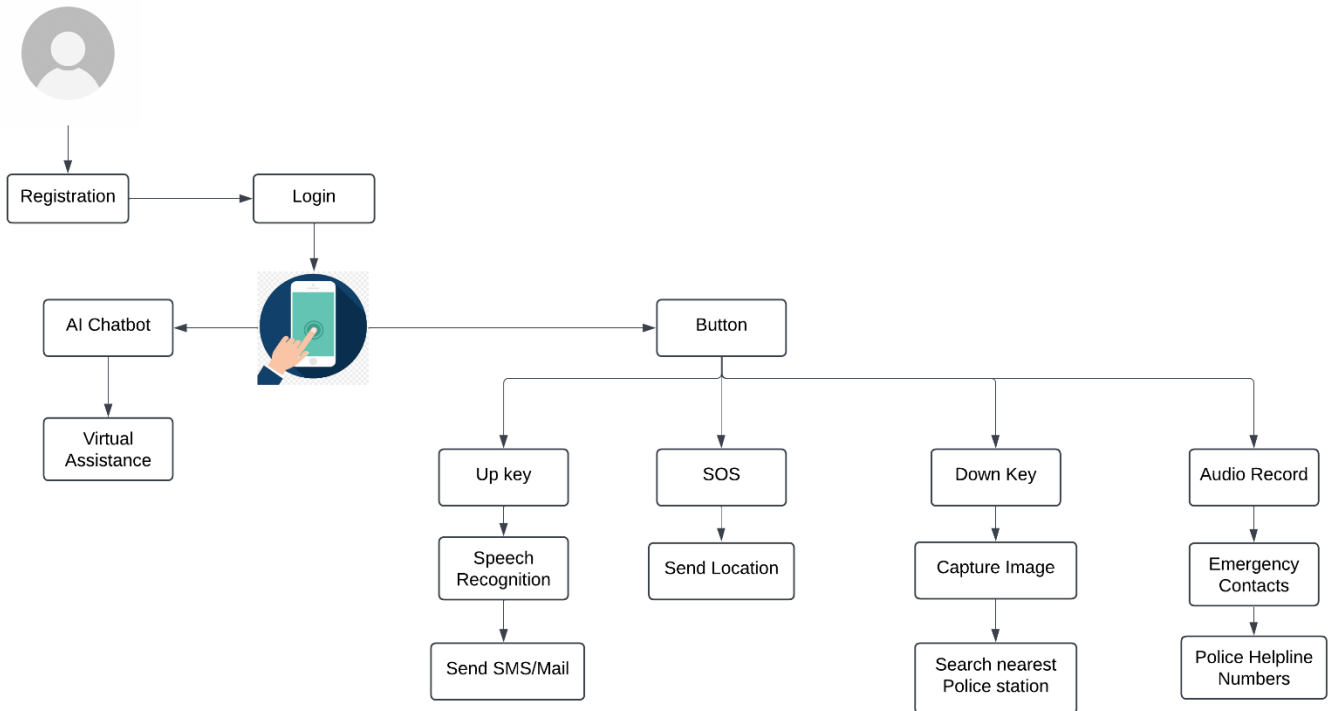 Registration
Login
AI Chatbot
Button
Virtual
Assistance
Up key
SOS
Down Key
Audio Record
Speech
Recognition
Send Location
Capture Image
Emergency
Contacts
Send SMS/Mail
Search nearest
Police station
Police Helpline
Numbers